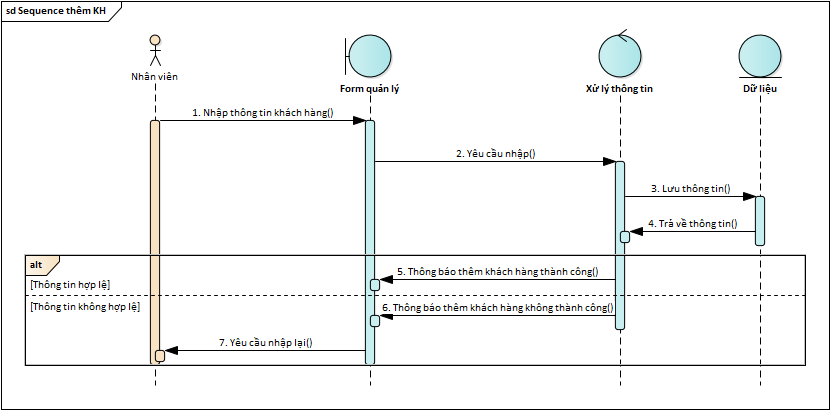 sd Sequence thêm KH
Nhân viên
Form quản lý
Xử lý thông tin
Dữ liệu
1. Nhập thông tin khách hàng()
2. Yêu cầu nhập()
3. Lưu thông tin()
4. Trả về thông tin()
alt
5. Thông báo thêm khách hàng thành công()
[Thông tin hợp lệ]
[Thông tin không hợp lệ]
6. Thông báo thêm khách hàng không thành công()
7. Yêu cầu nhập lại()